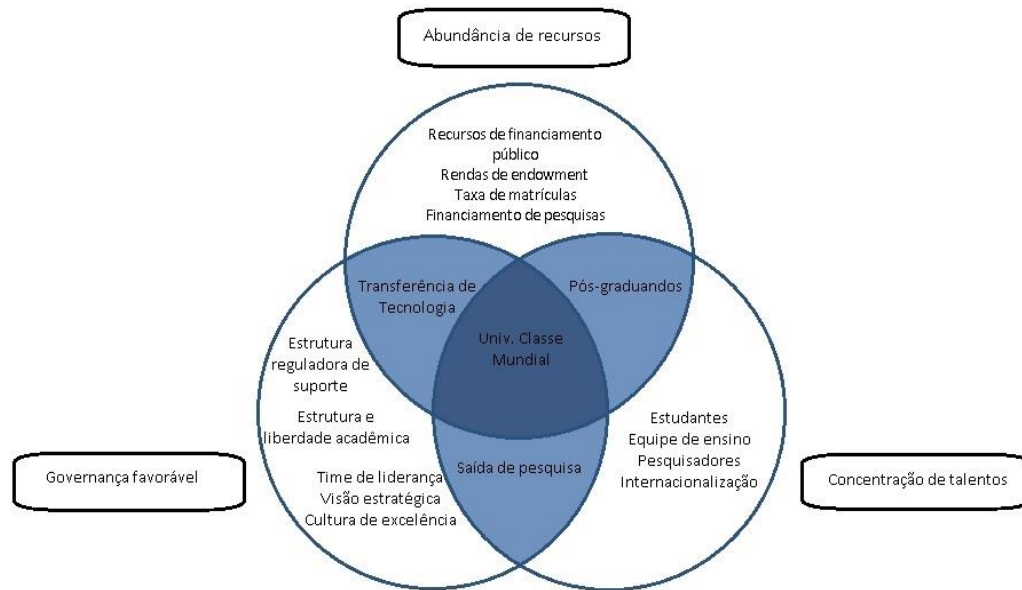 Abundância de recursos
Recursos de financiamento
público
Rendas de endowment
Taxa de matrículas
Financiamento de pesquisas
Transferência de
Tecnologia
Pós-graduandos
Univ. Classe
Mundial
Estrutura
reguladora de
suporte
Estrutura e
liberdade acadêmica
Time de liderança
Visão estratégica
Cultura de excelência
Saída de pesquisa
Estudantes
Equipe de ensino
Pesquisadores
Internacionalização
Governança favorável
Concentração de talentos